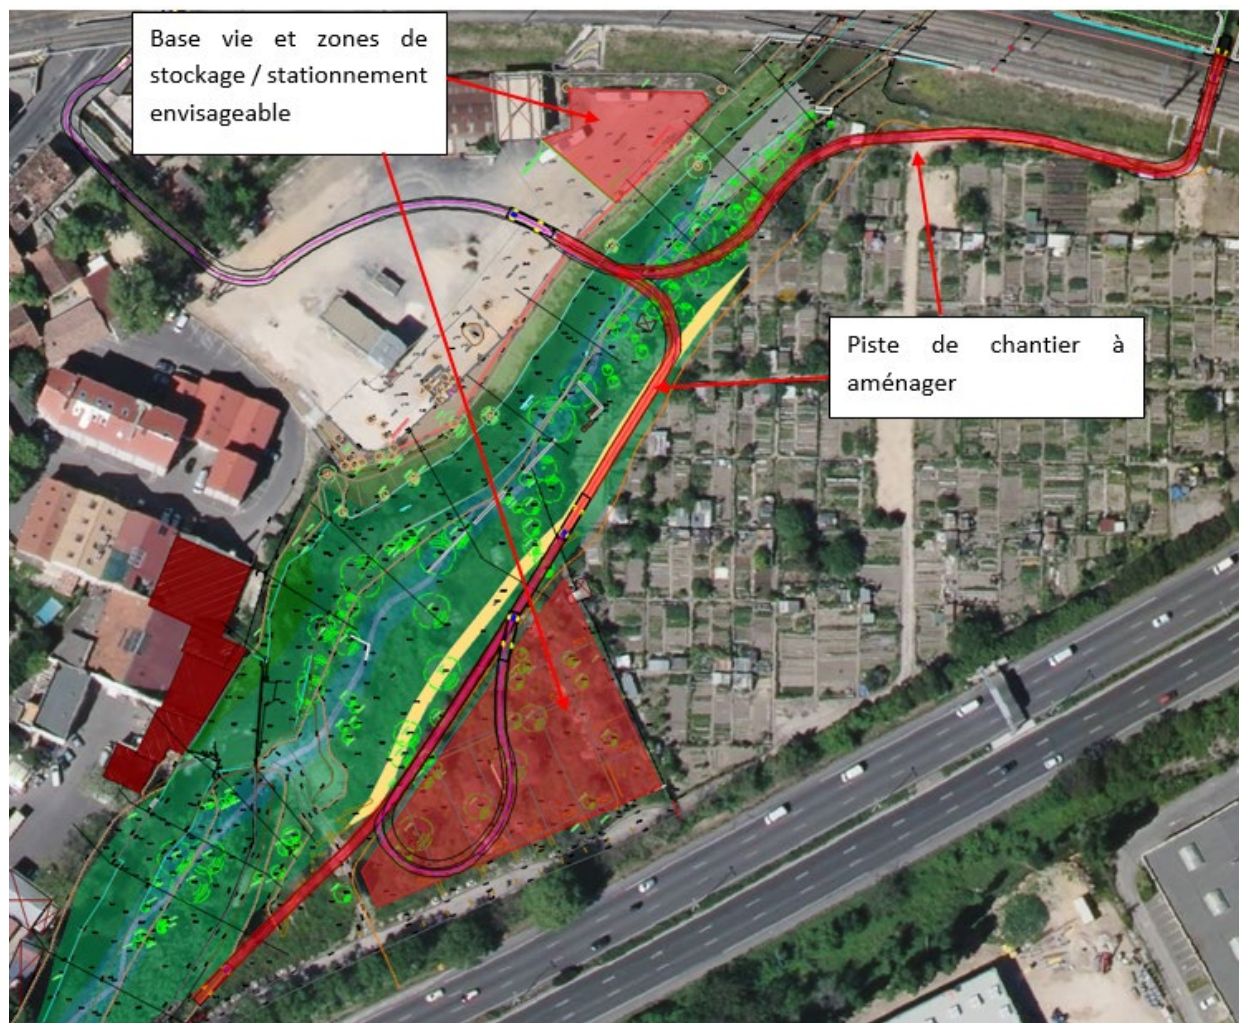 Base vie et zones de
stockage / stationnement
envisageable
Piste de chantier à
aménager